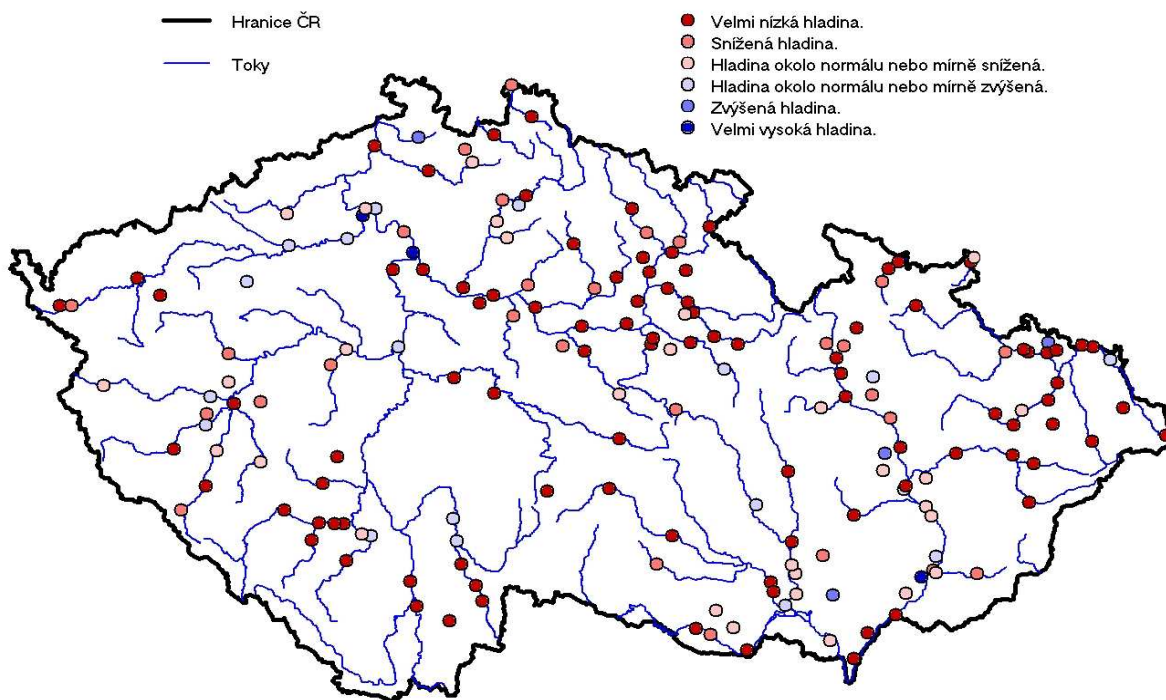 Hranice ČR
Toky
Velmi nízká hladina.
Snížená hladina.
Hladina okolo normálu nebo mírně snížená.
Hladina okolo normálu nebo mírně zvýšená.
Zvýšená hladina.
Velmi vysoká hladina.